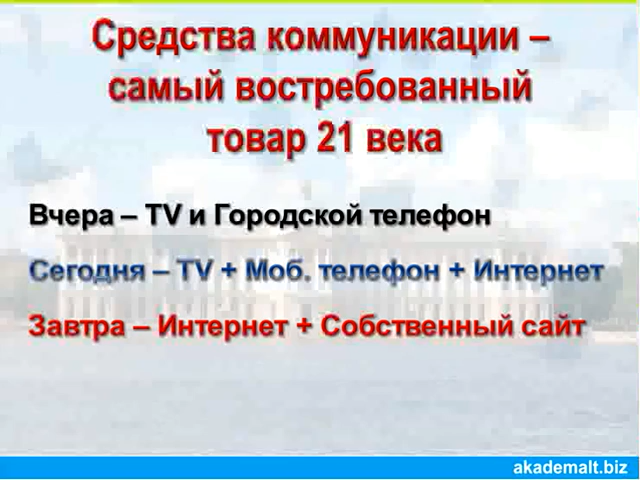 Средства коммуникации –
самый востребованный
товар 21 века
Вчера – TV и Городской телефон
Сегодня – TV + Моб. телефон + Интернет
Завтра – Интернет + Собственный сайт
akademalt.biz